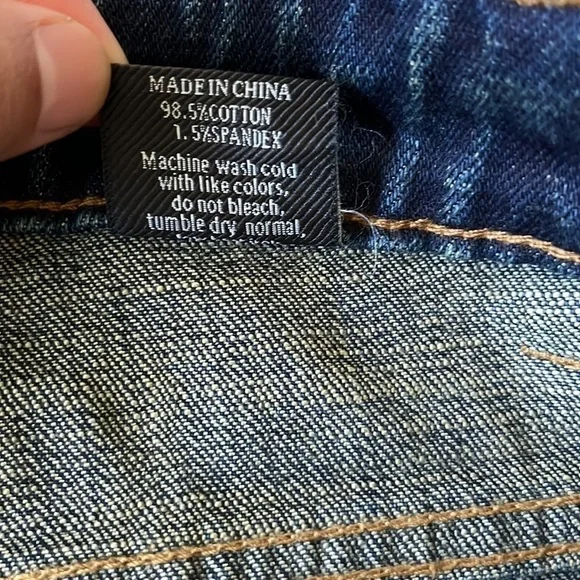 MADE IN CHINA
98.5%COTTON
1.5%SPANDEX
Machine wash cold
with like colors,
do not bleach,
tumble dry normal,